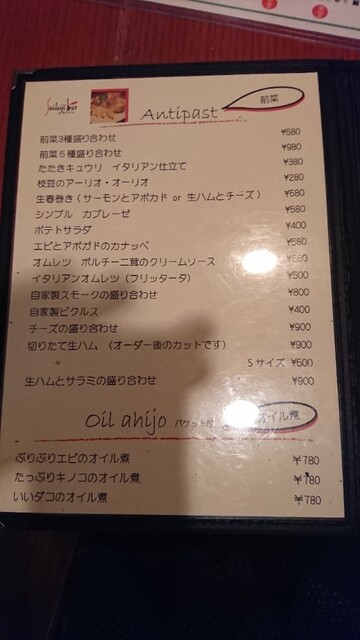 Antipast 前菜
前菜3種盛り合わせ ¥580
前菜5種盛り合わせ ¥980
たたきキュウリ イタリアン仕立て ¥380
枝豆のアーリオ・オーリオ ¥280
生春巻き(サーモンとアボカド or 生ハムとチーズ) ¥580
シンプル カプレーゼ ¥580
ポテトサラダ ¥400
エビとアボガドのカナッペ ¥580
オムレツ ポルチーニ茸のクリームソース ¥580
イタリアンオムレツ(フリッタータ) ¥500
自家製スモークの盛り合わせ ¥800
自家製ピクルス ¥400
チーズの盛り合わせ ¥900
切りたて生ハム (オーダー後のカットです) ¥900
〃 Sサイズ ¥500
生ハムとサラミの盛り合わせ ¥900
Oil ahijo バケット付 オイル煮
ぷりぷりエビのオイル煮 ¥780
たっぷりキノコのオイル煮 ¥780
いいダコのオイル煮 ¥780